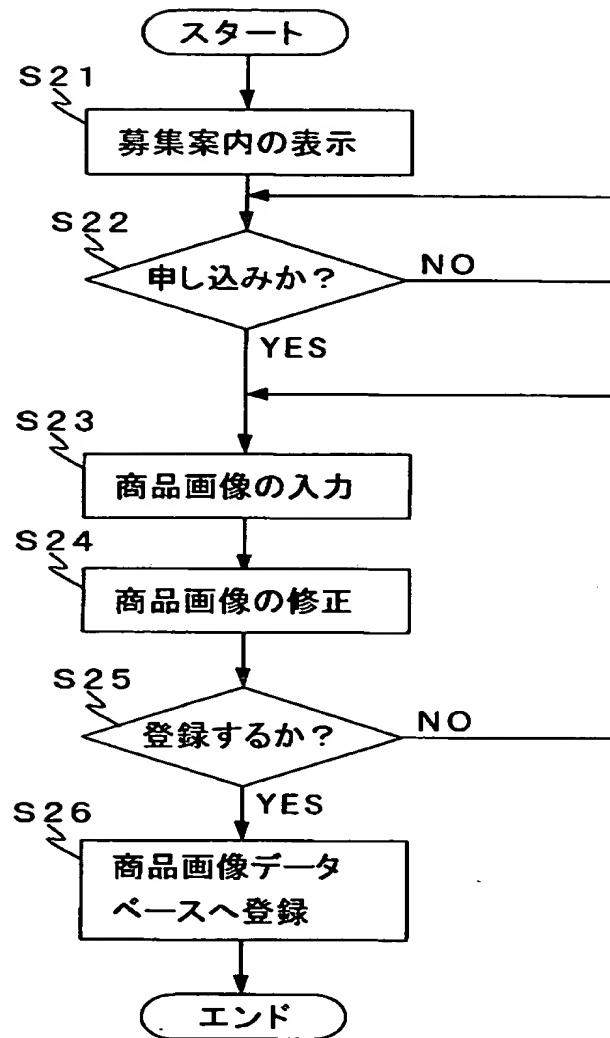 スタート
S21
募集案内の表示
S22
申し込みか?
NO
YES
S23
商品画像の入力
S24
商品画像の修正
S25
登録するか?
NO
YES
S26
商品画像データ
ベースへ登録
エンド